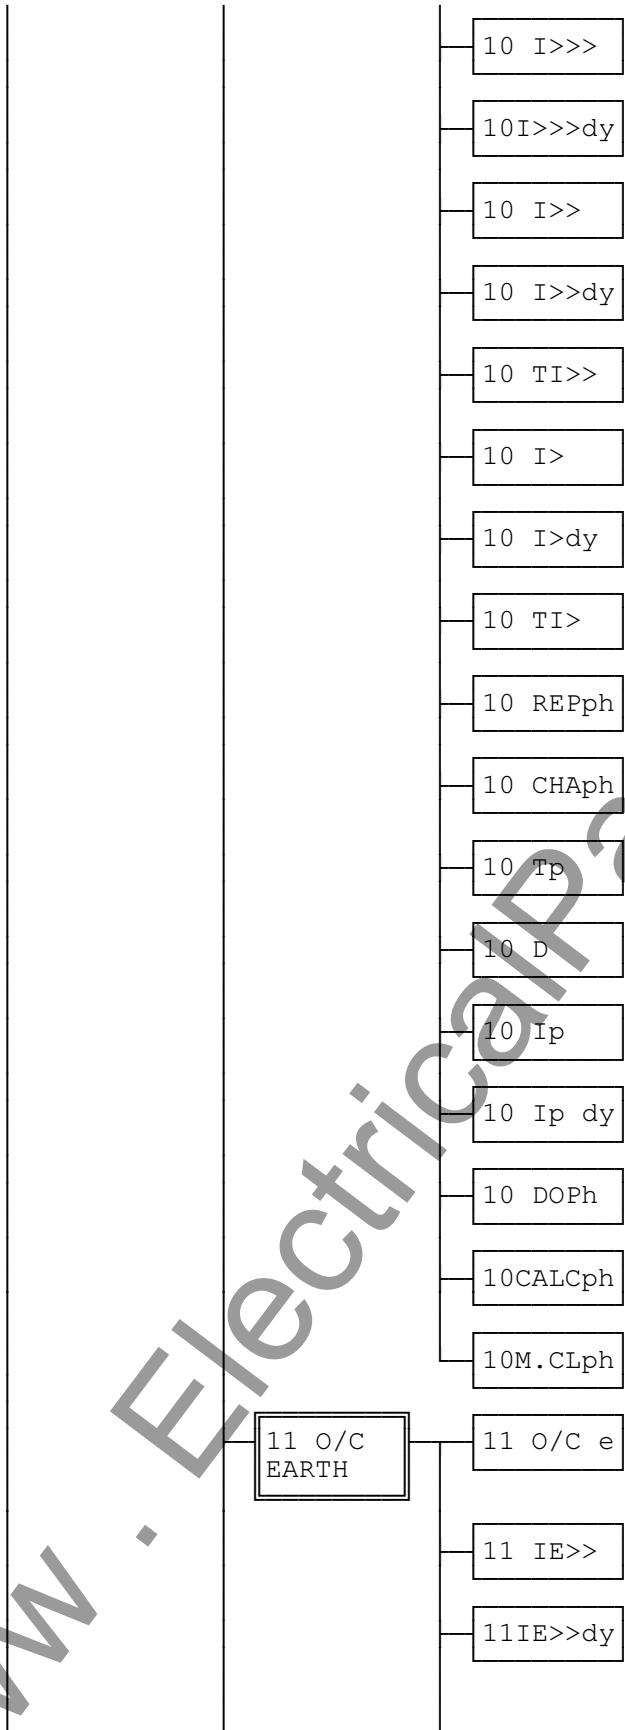 10 I>>>
10I>>>dy
10 I>>
10 I>>dy
10 TI>>
10 I>
10 I>dy
10 TI>
10 REPph
10 CHAph
10 Tp
10 D
10 Ip
10 Ip dy
10 DOPh
10CALCph
10M.CLph
11 O/C
EARTH
11 O/C e
11 IE>>
11IE>>dy
w . ElectricalPa